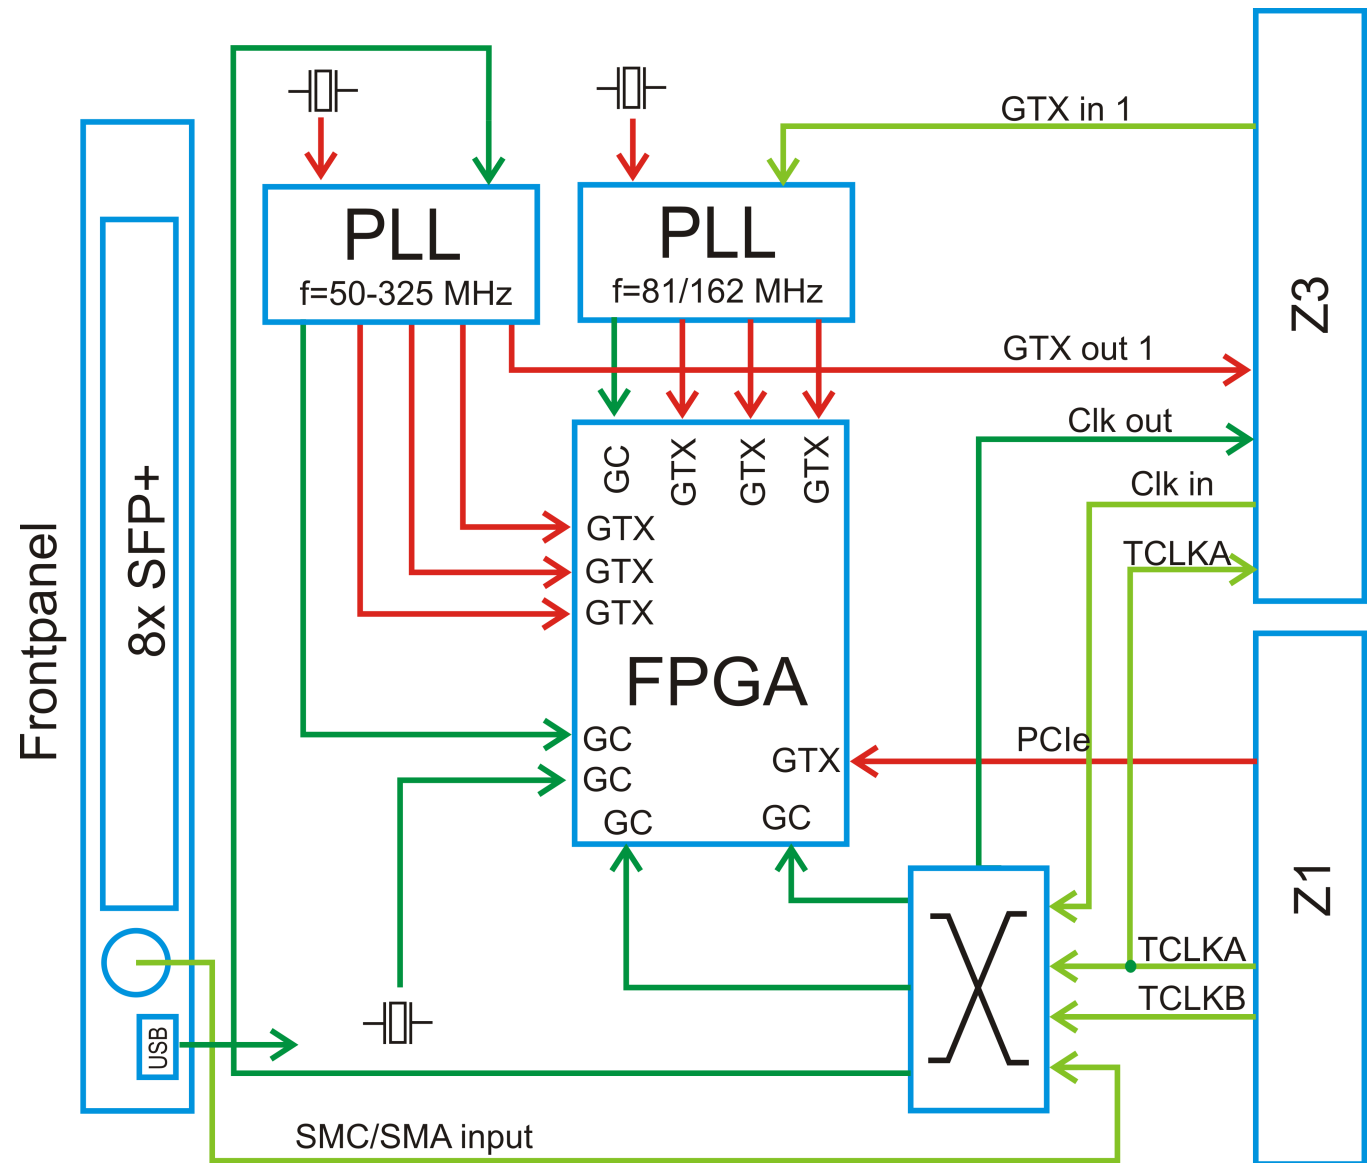 GTX in 1
PLL
f=50-325 MHz
PLL
f=81/162 MHz
Z3
GTX out 1
Clk out
Clk in
TCLKA
GC
GTX
GTX
GTX
GTX
GTX
GTX
FPGA
GC
GC
GC
GTX
GC
PCIe
Z1
TCLKA
TCLKB
Frontpanel
8x SFP+
USB
SMC/SMA input